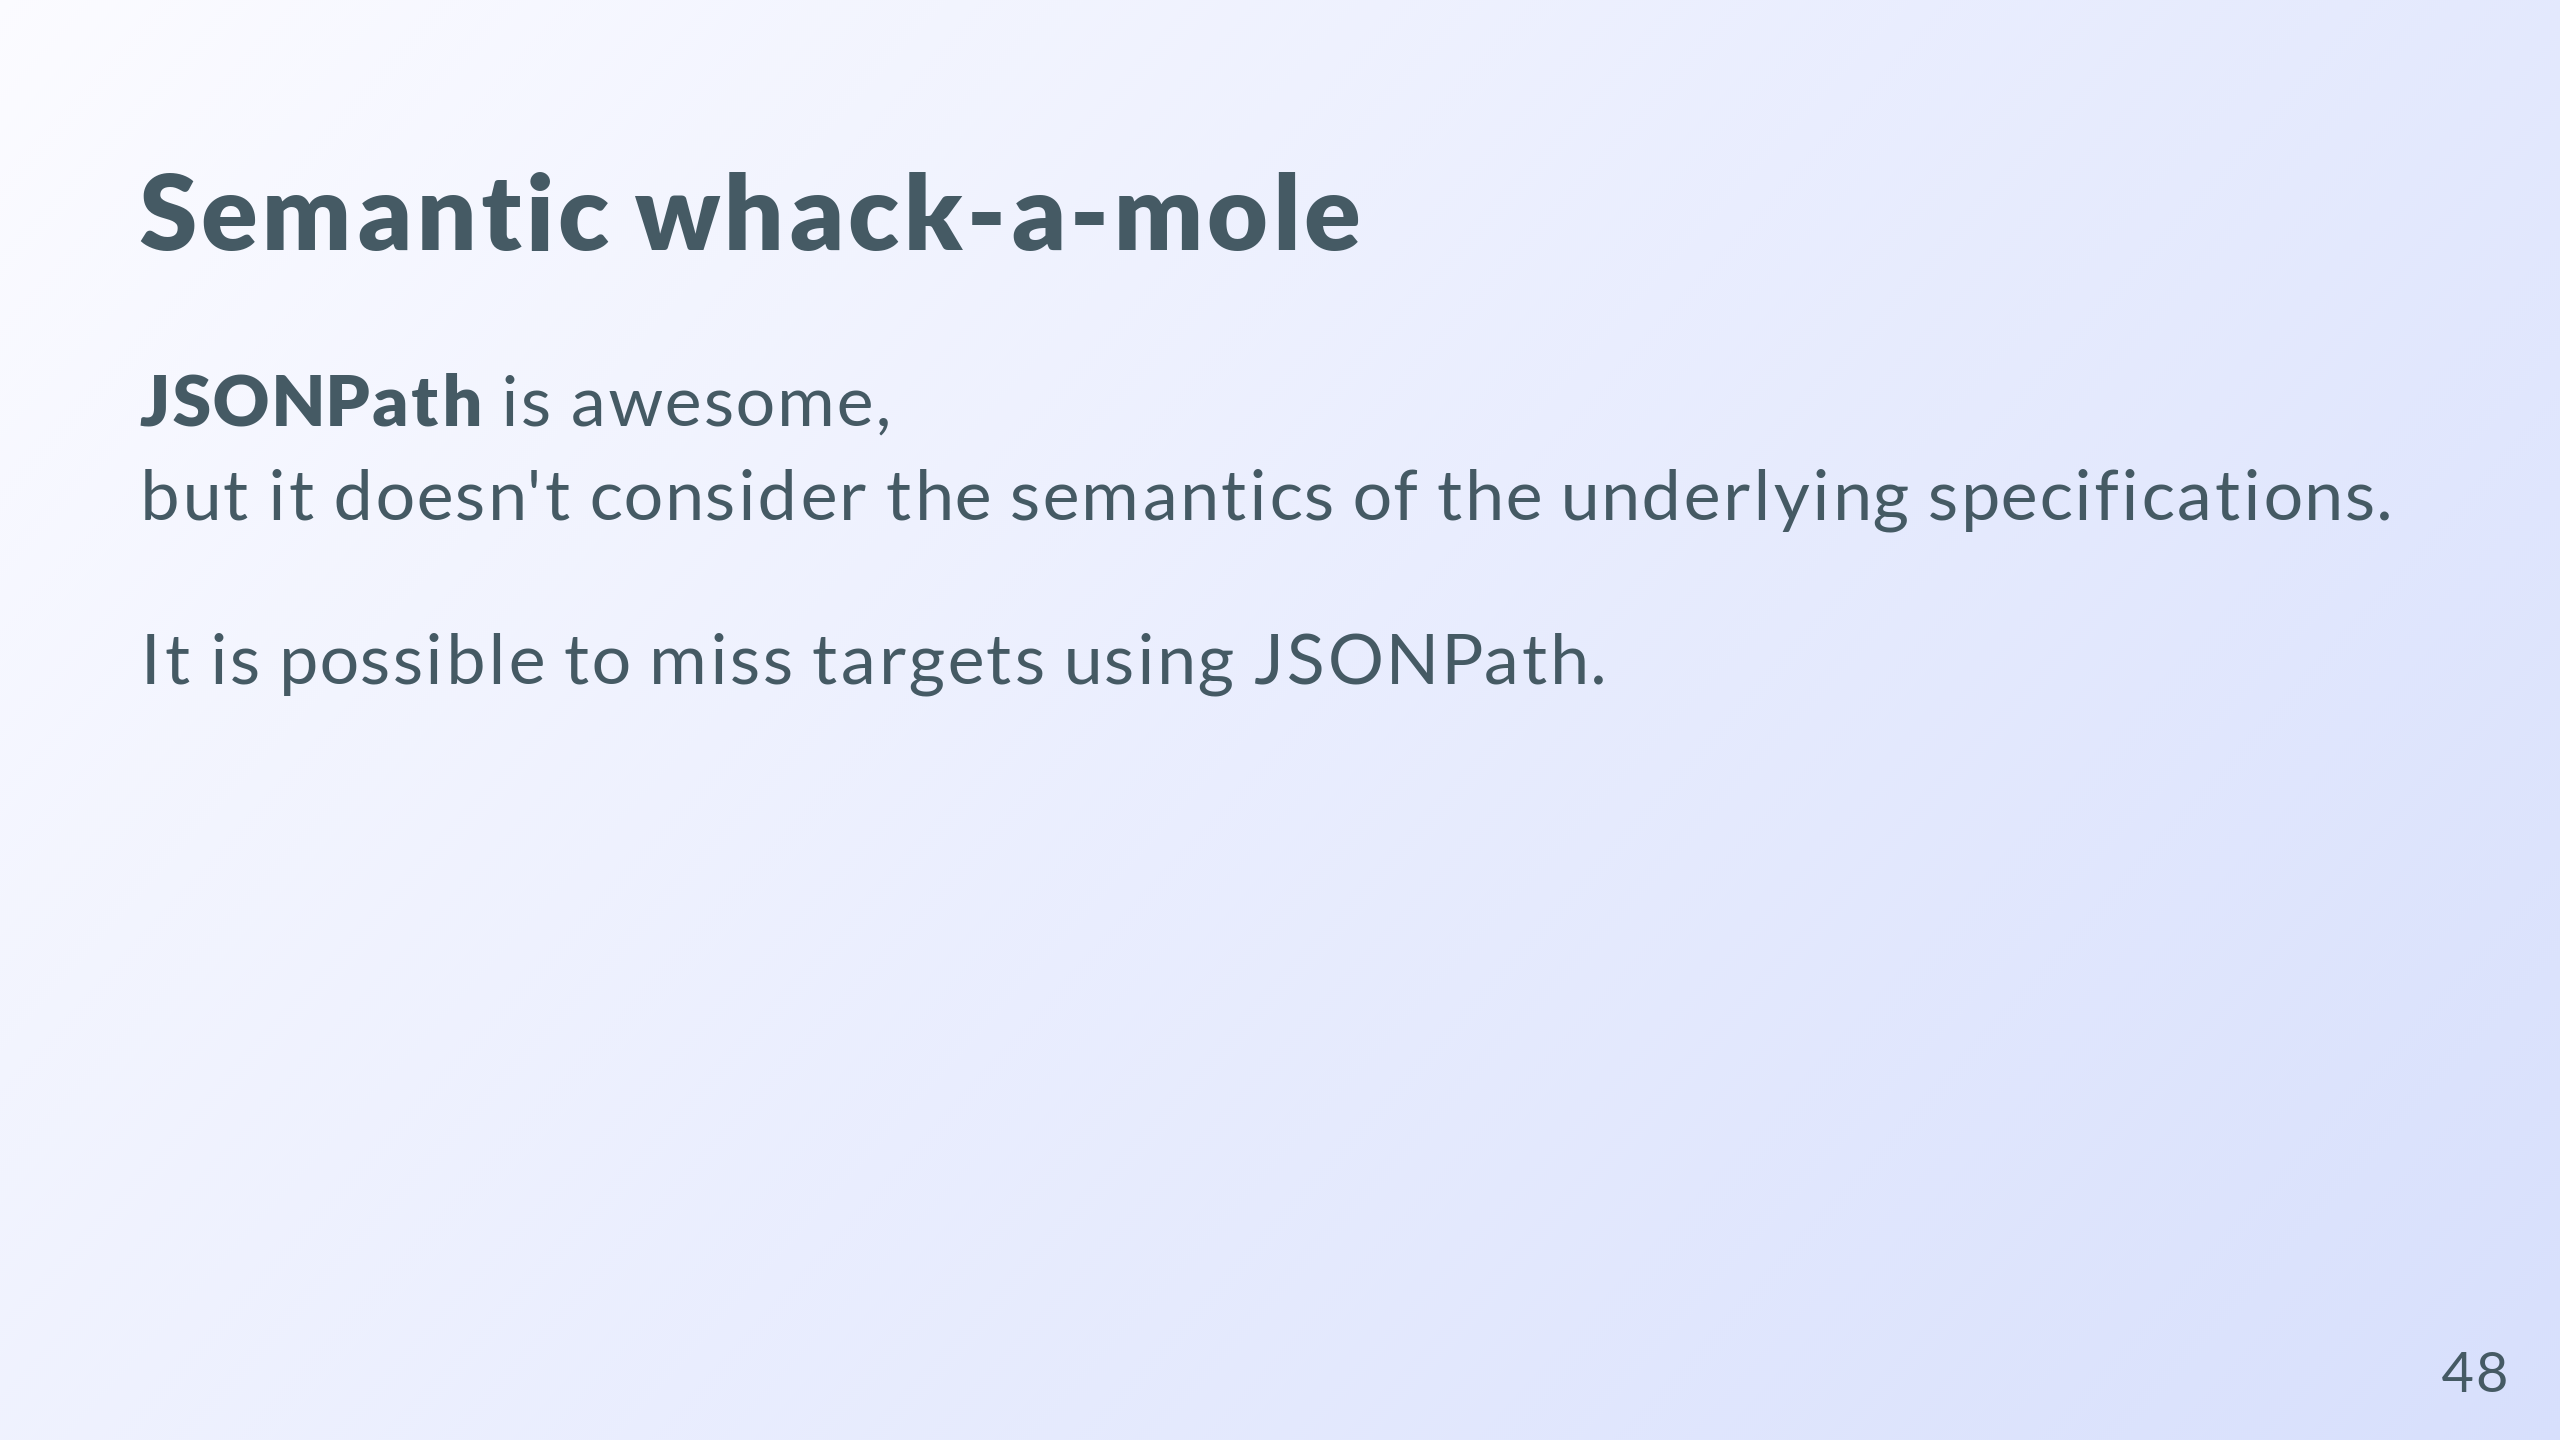 Semantic whack-a-mole
JSONPath is awesome,
but it doesn't consider the semantics of the underlying specifications.
It is possible to miss targets using JSONPath.
48